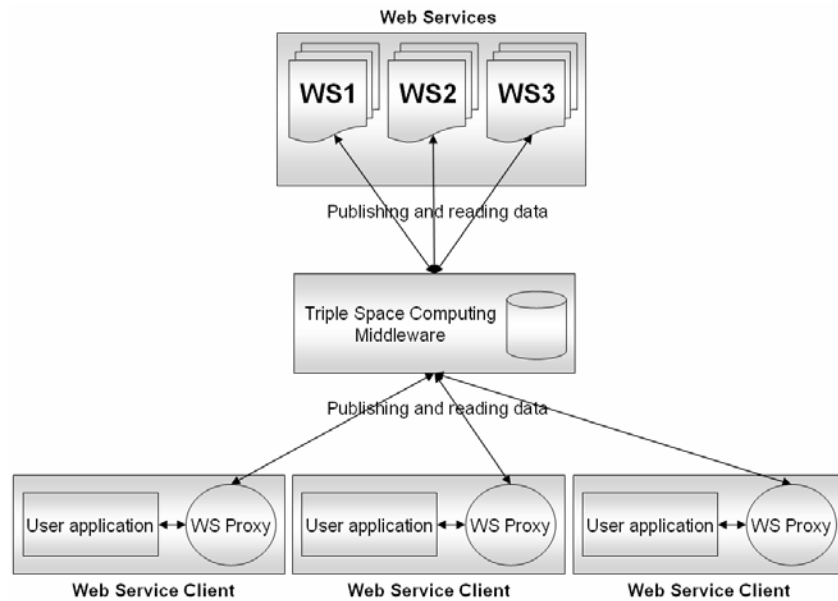 Web Services
WS1 WS2 WS3
Publishing and reading data
Triple Space Computing
Middleware
Publishing and reading data
User application WS Proxy User application WS Proxy User application WS Proxy
Web Service Client Web Service Client Web Service Client